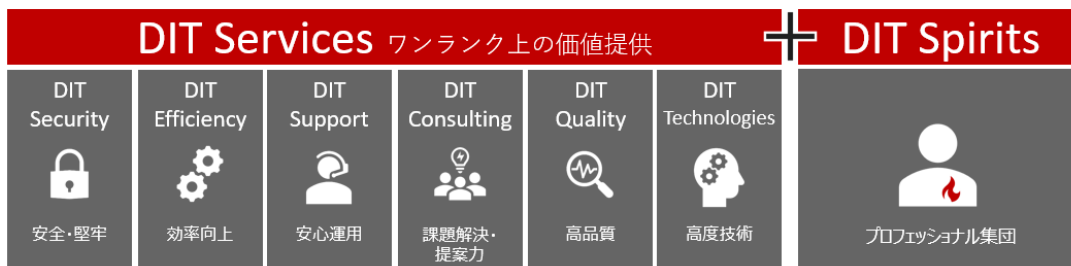 DIT Services ワンランク上の価値提供
DIT Spirits
DIT
Security
安全・堅牢
DIT
Efficiency
効率向上
DIT
Support
安心運用
DIT
Consulting
課題解決・
提案力
DIT
Quality
高品質
DIT
Technologies
高度技術
プロフェッショナル集団